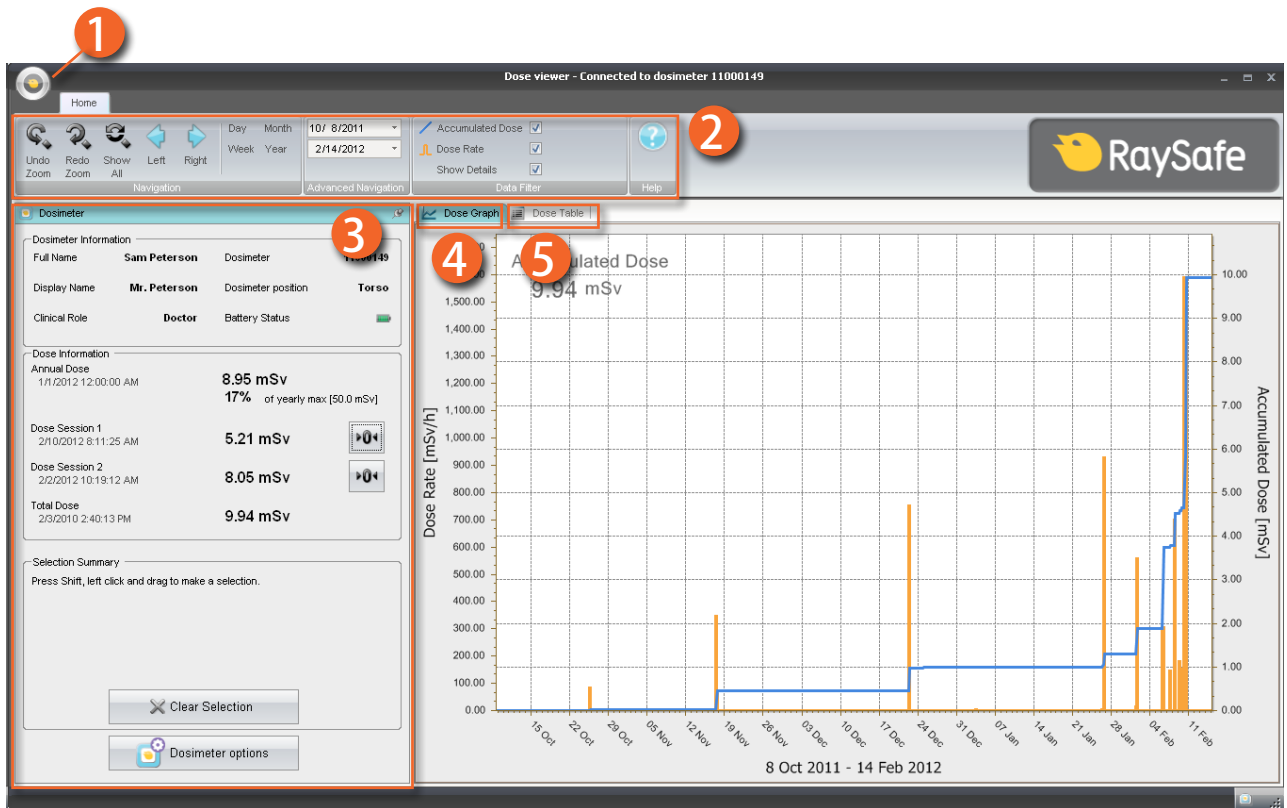 1
Dose viewer - Connected to dosimeter 11000149
Home
Undo Zoom
Redo Zoom
Show All
Left
Right
Day Month
Week Year
10/ 8/2011
2/14/2012
Accumulated Dose
Dose Rate
Show Details
?
Navigation
Advanced Navigation
Data Filter
Help
2
RaySafe
Dosimeter
3
Dose Graph
Dose Table
4
5
Dosimeter Information
Full Name Sam Peterson Dosimeter 11000149
Display Name Mr. Peterson Dosimeter position Torso
Clinical Role Doctor Battery Status
Dose Information
Annual Dose
1/1/2012 12:00:00 AM
8.95 mSv
17% of yearly max [50.0 mSv]
Dose Session 1
2/10/2012 8:11:25 AM
5.21 mSv
0
Dose Session 2
2/2/2012 10:19:12 AM
8.05 mSv
0
Total Dose
2/3/2010 2:40:13 PM
9.94 mSv
Selection Summary
Press Shift, left click and drag to make a selection.
Clear Selection
Dosimeter options
Dose
9.94 mSv
Dose Rate [mSv/h]
1,500.00
1,400.00
1,300.00
1,200.00
1,100.00
1,000.00
900.00
800.00
700.00
600.00
500.00
400.00
300.00
200.00
100.00
0.00
Accumulated Dose [mSv]
10.00
9.00
8.00
7.00
6.00
5.00
4.00
3.00
2.00
1.00
0.00
15 Oct
22 Oct
29 Oct
05 Nov
12 Nov
19 Nov
26 Nov
03 Dec
10 Dec
17 Dec
24 Dec
31 Dec
07 Jan
14 Jan
21 Jan
28 Jan
04 Feb
11 Feb
8 Oct 2011 - 14 Feb 2012